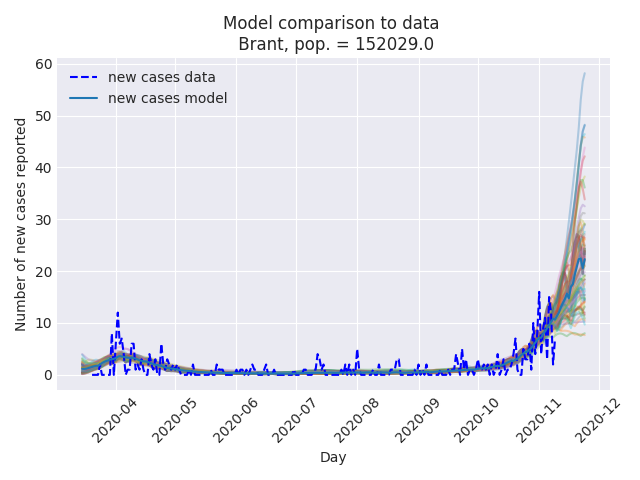 Model comparison to data
Brant, pop. = 152029.0
new cases data
new cases model
Number of new cases reported
60
50
40
30
20
10
0
2020-04
2020-05
2020-06
2020-07
2020-08
2020-09
2020-10
2020-11
2020-12
Day